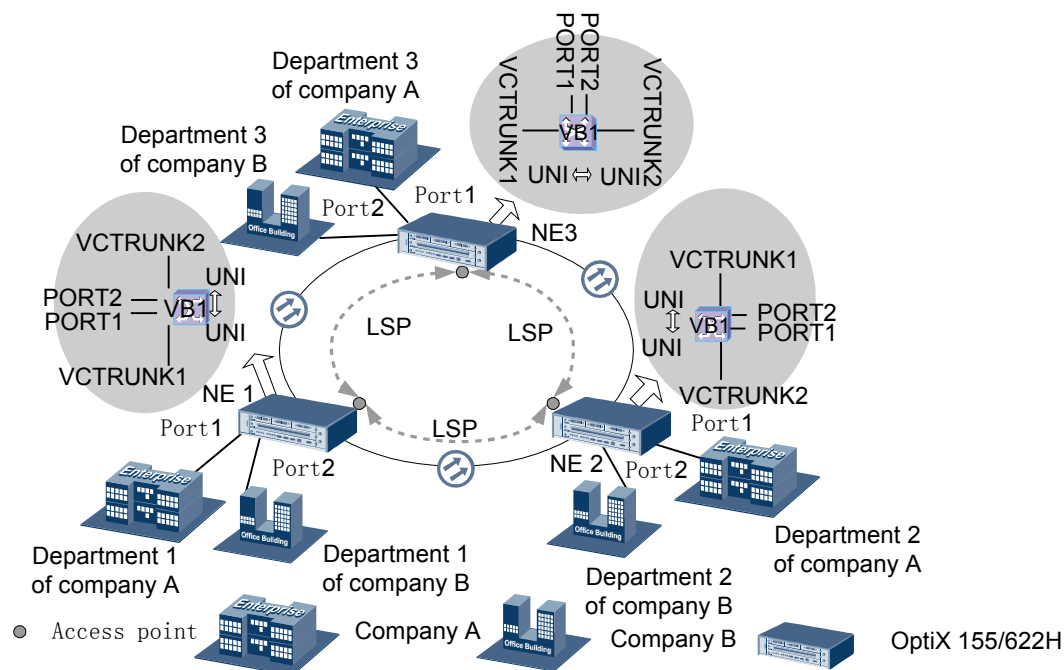 Department 3
of company A
Enterprise
Department 3
of company B
Office Building
Port1
Port2
NE3
PORT1
PORT2
VCTRUNK1
VCTRUNK2
VB1
UNI
UNI
VCTRUNK2
UNI
PORT2
PORT1
VB1
UNI
VCTRUNK1
VCTRUNK1
UNI
PORT2
PORT1
VB1
UNI
VCTRUNK2
LSP
LSP
LSP
NE 1
Port1
Port2
NE 2
Port1
Port2
Enterprise
Office Building
Office Building
Enterprise
Department 1
of company A
Department 1
of company B
Department 2
of company B
Department 2
of company A
Access point
Enterprise
Company A
Office Building
Company B
OptiX 155/622H